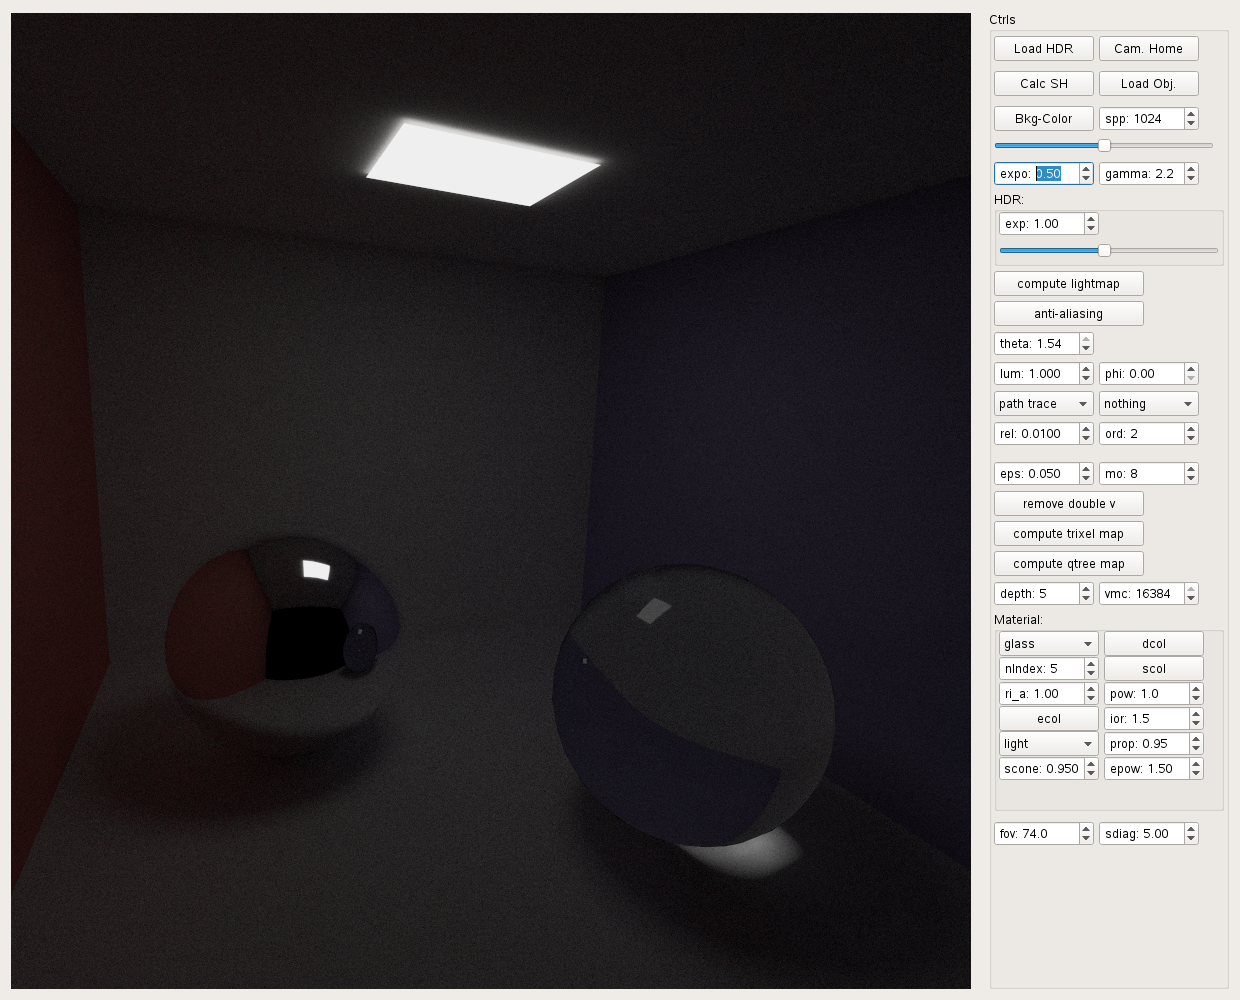 Ctrls
Load HDR Cam. Home
Calc SH Load Obj.
Bkg-Color spp: 1024
expo: 0.50 gamma: 2.2
HDR:
exp: 1.00
compute lightmap
anti-aliasing
theta: 1.54
lum: 1.000 phi: 0.00
path trace nothing
rel: 0.0100 ord: 2
eps: 0.050 mo: 8
remove double v
compute trixel map
compute qtree map
depth: 5 vmc: 16384
Material:
glass dcol
nIndex: 5 scol
ri_a: 1.00 pow: 1.0
ecol ior: 1.5
light prop: 0.95
scone: 0.950 epow: 1.50
fov: 74.0 sdiag: 5.00